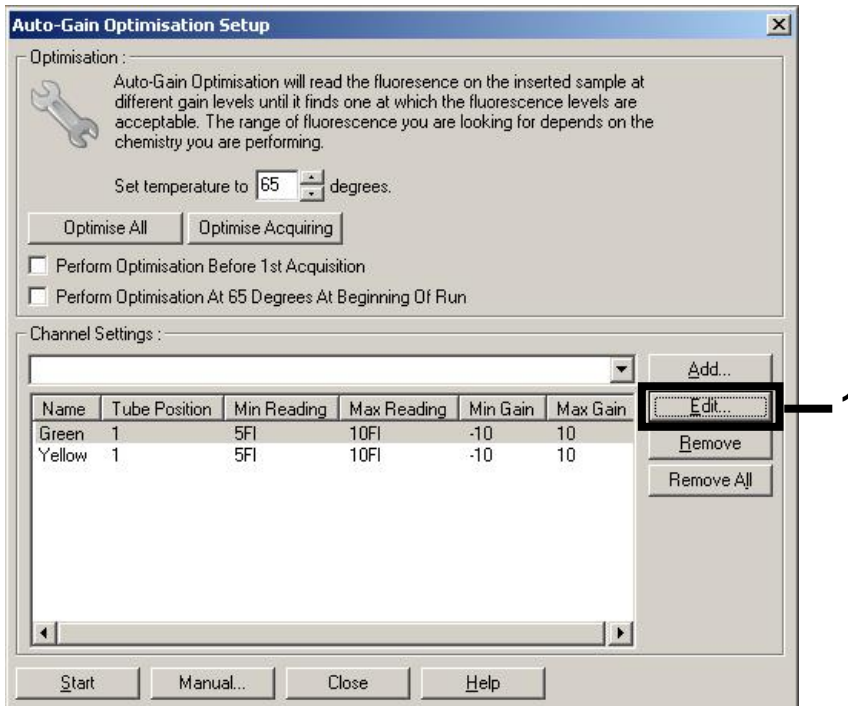 Auto-Gain Optimisation Setup
Optimisation :
Auto-Gain Optimisation will read the fluoresence on the inserted sample at
different gain levels until it finds one at which the fluorescence levels are
acceptable. The range of fluorescence you are looking for depends on the
chemistry you are performing.
Set temperature to 65 degrees.
Optimise All Optimise Acquiring
Perform Optimisation Before 1st Acquisition
Perform Optimisation At 65 Degrees At Beginning Of Run
Channel Settings :
Add...
Edit... 1
Remove
Remove All
Name Tube Position Min Reading Max Reading Min Gain Max Gain
Green 1 5Fl 10Fl -10 10
Yellow 1 5Fl 10Fl -10 10
Start Manual... Close Help